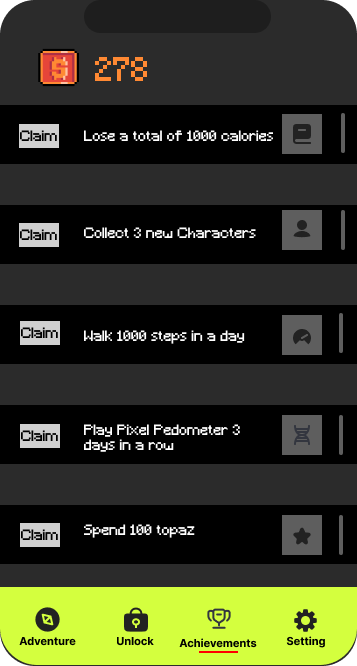 $ 278
Claim Lose a total of 1000 calories
Claim Collect 3 new Characters
Claim Walk 1000 steps in a day
Claim Play Pixel Pedometer 3
days in a row
Claim Spend 100 topaz
Adventure Unlock Achievements Setting